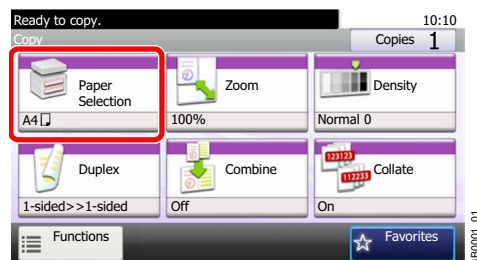 Ready to copy.
10:10
Copy
Copies 1
Paper
Selection
A4
Zoom
100%
Density
Normal 0
Duplex
1-sided>>1-sided
Combine
Off
123123
112233
Collate
On
Functions
Favorites